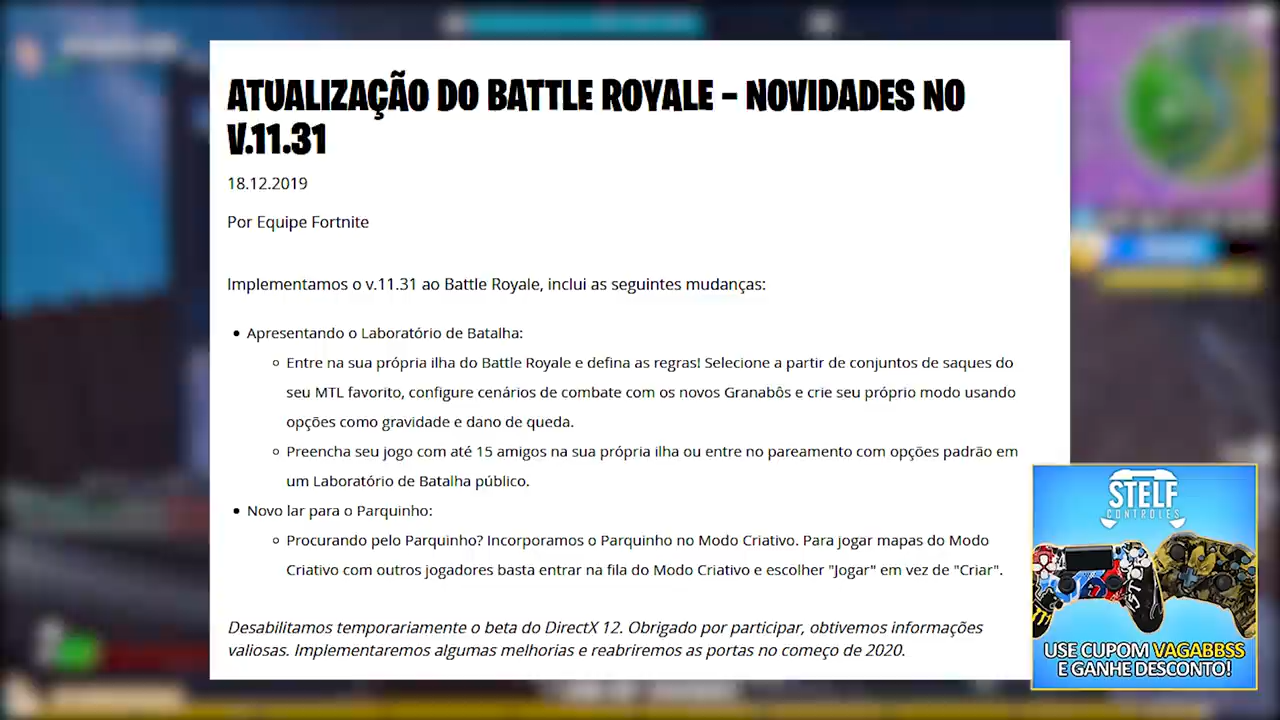 ATUALIZAÇÃO DO BATTLE ROYALE – NOVIDADES NO
V.11.31
18.12.2019
Por Equipe Fortnite
Implementamos o v.11.31 ao Battle Royale, inclui as seguintes mudanças:
• Apresentando o Laboratório de Batalha:
◦ Entre na sua própria ilha do Battle Royale e defina as regras! Selecione a partir de conjuntos de saques do
seu MTL favorito, configure cenários de combate com os novos Granabôs e crie seu próprio modo usando
opções como gravidade e dano de queda.
◦ Preencha seu jogo com até 15 amigos na sua própria ilha ou entre no pareamento com opções padrão em
um Laboratório de Batalha público.
• Novo lar para o Parquinho:
◦ Procurando pelo Parquinho? Incorporamos o Parquinho no Modo Criativo. Para jogar mapas do Modo
Criativo com outros jogadores basta entrar na fila do Modo Criativo e escolher "Jogar" em vez de "Criar".
Desabilitamos temporariamente o beta do DirectX 12. Obrigado por participar, obtivemos informações
valiosas. Implementaremos algumas melhorias e reabriremos as portas no começo de 2020.
STELF
CONTROLES
USE CUPOM VAGABBSS
E GANHE DESCONTO!